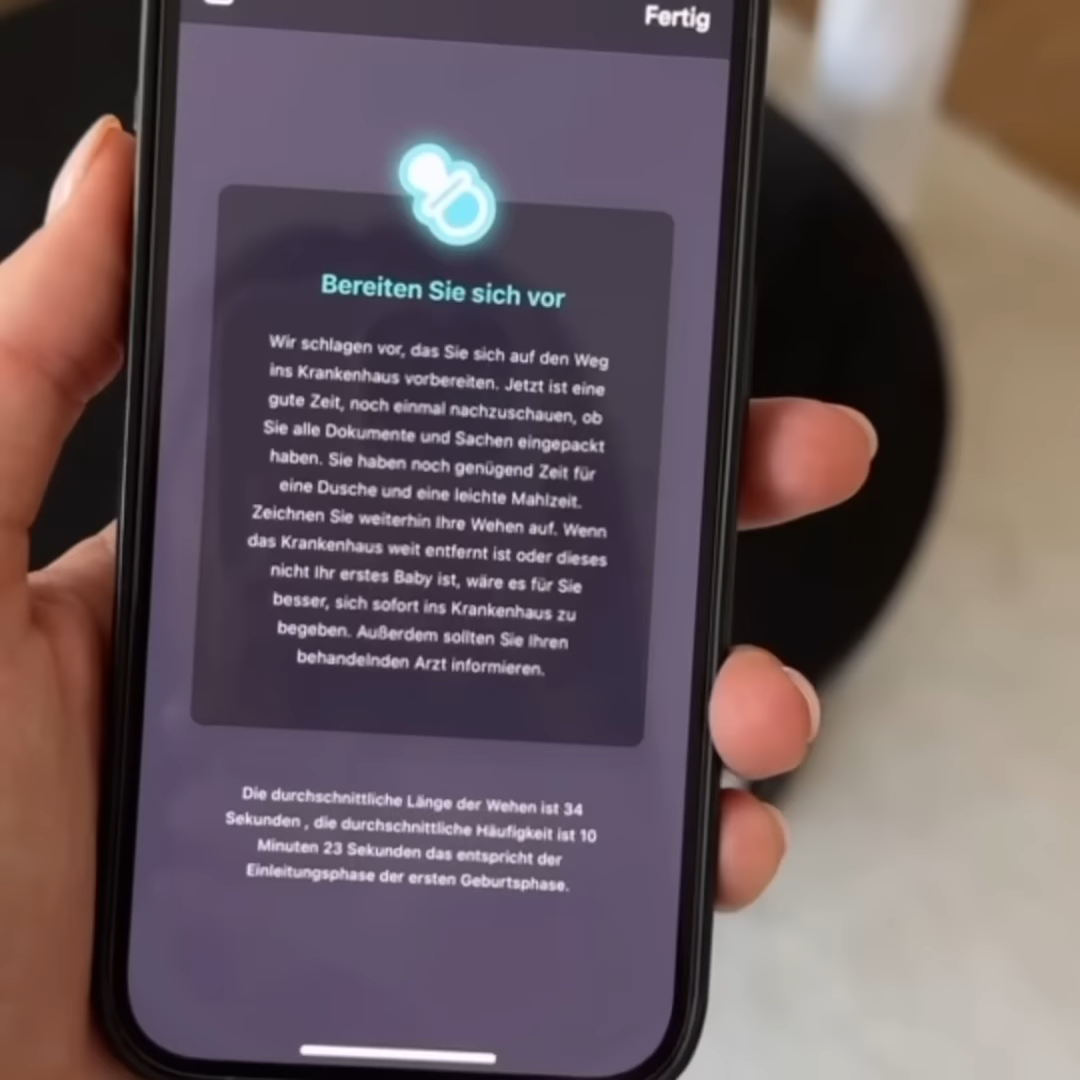 Fertig
Bereiten Sie sich vor
Wir schlagen vor, das Sie sich auf den Weg
ins Krankenhaus vorbereiten. Jetzt ist eine
gute Zeit, noch einmal nachzuschauen, ob
Sie alle Dokumente und Sachen eingepackt
haben. Sie haben noch genügend Zeit für
eine Dusche und eine leichte Mahlzeit.
Zeichnen Sie weiterhin Ihre Wehen auf. Wenn
das Krankenhaus weit entfernt ist oder dieses
nicht Ihr erstes Baby ist, wäre es für Sie
besser, sich sofort ins Krankenhaus zu
begeben. Außerdem sollten Sie Ihren
behandelnden Arzt informieren.
Die durchschnittliche Länge der Wehen ist 34
Sekunden , die durchschnittliche Häufigkeit ist 10
Minuten 23 Sekunden das entspricht der
Einleitungsphase der ersten Geburtsphase.